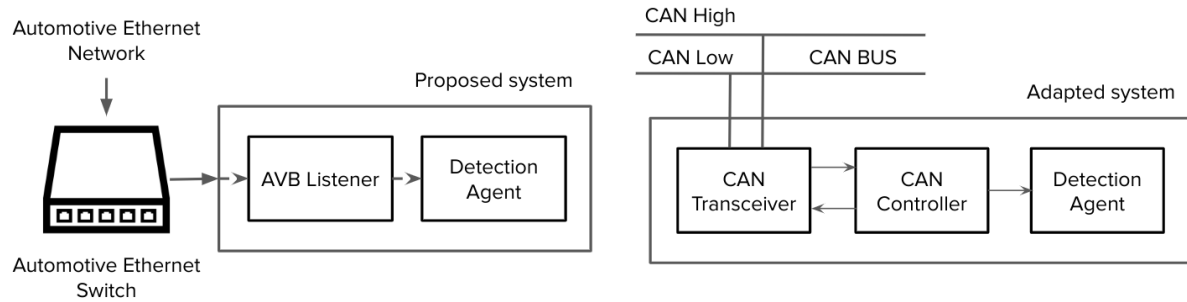 Automotive Ethernet
Network
Proposed system
AVB Listener
Detection
Agent
Automotive Ethernet
Switch
CAN High
CAN Low
CAN BUS
Adapted system
CAN
Transceiver
CAN
Controller
Detection
Agent